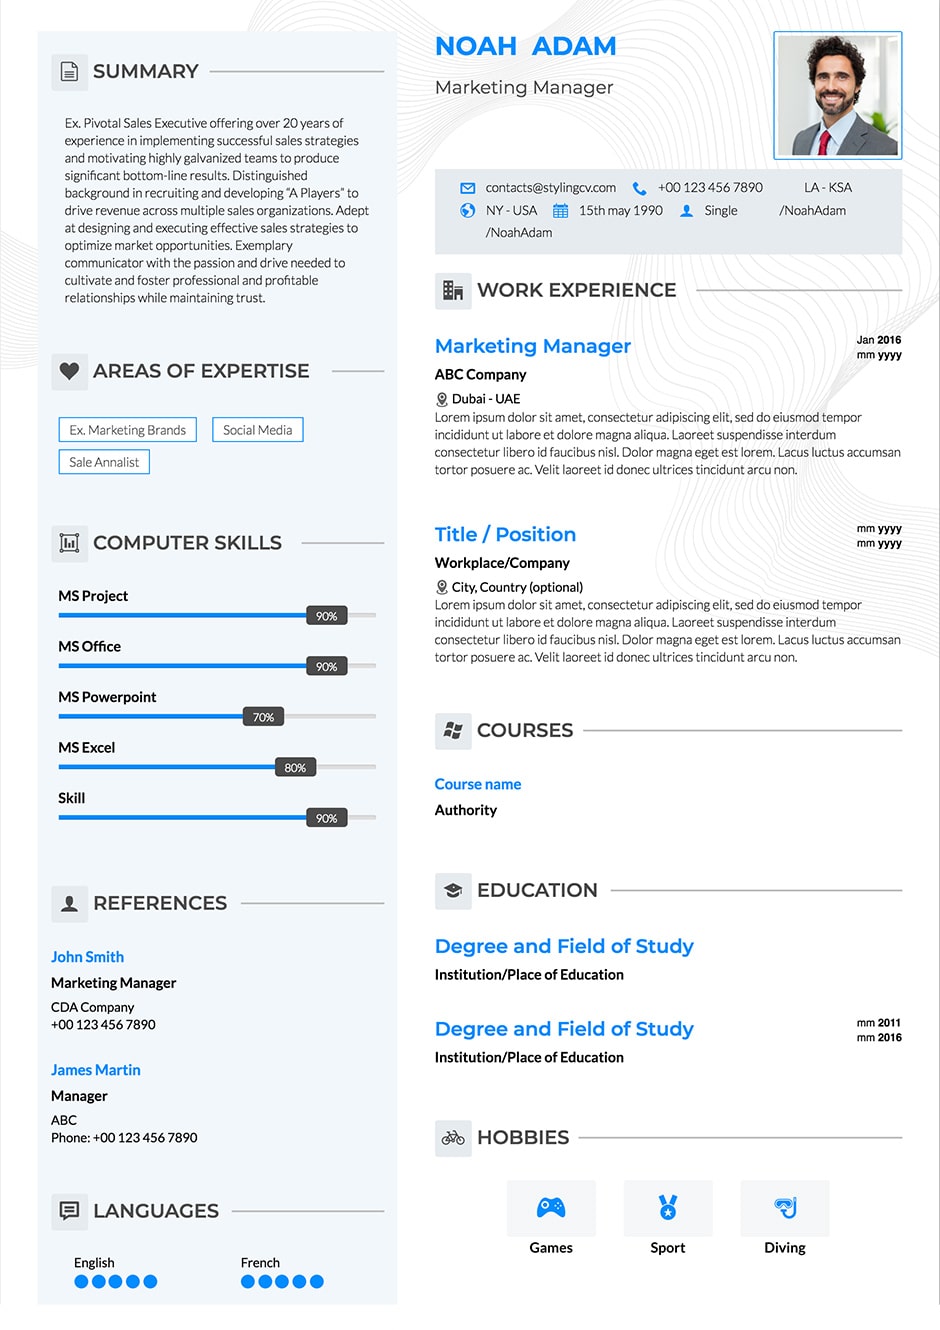 SUMMARY
Ex. Pivotal Sales Executive offering over 20 years of
experience in implementing successful sales strategies
and motivating highly galvanized teams to produce
significant bottom-line results. Distinguished
background in recruiting and developing “A Players” to
drive revenue across multiple sales organizations. Adept
at designing and executing effective sales strategies to
optimize market opportunities. Exemplary
communicator with the passion and drive needed to
cultivate and foster professional and profitable
relationships while maintaining trust.
AREAS OF EXPERTISE
Ex. Marketing Brands Social Media
Sale Annalist
COMPUTER SKILLS
MS Project
90%
MS Office
90%
MS Powerpoint
70%
MS Excel
80%
Skill
90%
REFERENCES
John Smith
Marketing Manager
CDA Company
+00 123 456 7890
James Martin
Manager
ABC
Phone: +00 123 456 7890
LANGUAGES
English French
NOAH ADAM
Marketing Manager
contacts@stylingcv.com +00 123 456 7890 LA - KSA
NY - USA 15th may 1990 Single /NoahAdam
/NoahAdam
WORK EXPERIENCE
Marketing Manager Jan 2016
mm yyyy
ABC Company
Dubai - UAE
Lorem ipsum dolor sit amet, consectetur adipiscing elit, sed do eiusmod tempor
incididunt ut labore et dolore magna aliqua. Laoreet suspendisse interdum
consectetur libero id faucibus nisl. Dolor magna eget est lorem. Lacus luctus accumsan
tortor posuere ac. Velit laoreet id donec ultrices tincidunt arcu non.
Title / Position mm yyyy
mm yyyy
Workplace/Company
City, Country (optional)
Lorem ipsum dolor sit amet, consectetur adipiscing elit, sed do eiusmod tempor
incididunt ut labore et dolore magna aliqua. Laoreet suspendisse interdum
consectetur libero id faucibus nisl. Dolor magna eget est lorem. Lacus luctus accumsan
tortor posuere ac. Velit laoreet id donec ultrices tincidunt arcu non.
COURSES
Course name
Authority
EDUCATION
Degree and Field of Study
Institution/Place of Education
Degree and Field of Study mm 2011
mm 2016
Institution/Place of Education
HOBBIES
Games Sport Diving